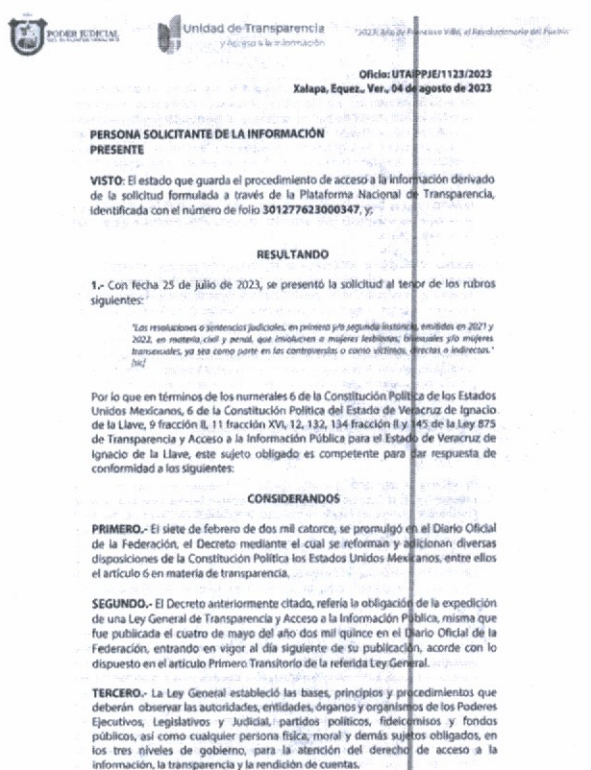 PODER JUDICIAL
Unidad de Transparencia
y Acceso a la Información
"2023: Año de Francisco Villa, el Revolucionario del Pueblo"
Oficio: UTAIPPJE/1123/2023
Xalapa, Eqüez., Ver., 04 de agosto de 2023
PERSONA SOLICITANTE DE LA INFORMACIÓN
PRESENTE
VISTO: El estado que guarda el procedimiento de acceso a la información derivado
de la solicitud formulada a través de la Plataforma Nacional de Transparencia,
identificada con el número de folio 301277623000347, y;
RESULTANDO
1.- Con fecha 25 de julio de 2023, se presentó la solicitud al tenor de los rubros
siguientes:
"Las resoluciones o sentencias judiciales, en primera y/o segunda instancia, emitidas en 2021 y
2022, en materia civil y penal, que involucren a mujeres lesbianas, bisexuales y/o mujeres
transexuales, ya sea como parte en las controversias o como víctimas, directas o indirectas."
[sic]
Por lo que en términos de los numerales 6 de la Constitución Política de los Estados
Unidos Mexicanos, 6 de la Constitución Política del Estado de Veracruz de Ignacio
de la Llave, 9 fracción II, 11 fracción XVI, 12, 132, 134 fracción II y 145 de la Ley 875
de Transparencia y Acceso a la Información Pública para el Estado de Veracruz de
Ignacio de la Llave, este sujeto obligado es competente para dar respuesta de
conformidad a los siguientes:
CONSIDERANDOS
PRIMERO.- El siete de febrero de dos mil catorce, se promulgó en el Diario Oficial
de la Federación, el Decreto mediante el cual se reforman y adicionan diversas
disposiciones de la Constitución Política los Estados Unidos Mexicanos, entre ellos
el artículo 6 en materia de transparencia.
SEGUNDO.- El Decreto anteriormente citado, refería la obligación de la expedición
de una Ley General de Transparencia y Acceso a la Información Pública, misma que
fue publicada el cuatro de mayo del año dos mil quince en el Diario Oficial de la
Federación, entrando en vigor al día siguiente de su publicación, acorde con lo
dispuesto en el artículo Primero Transitorio de la referida Ley General.
TERCERO.- La Ley General estableció las bases, principios y procedimientos que
deberán observar las autoridades, entidades, órganos y organismos de los Poderes
Ejecutivos, Legislativos y Judicial, partidos políticos, fideicomisos y fondos
públicos, así como cualquier persona física, moral y demás sujetos obligados, en
los tres niveles de gobierno, para la atención del derecho de acceso a la
información, la transparencia y la rendición de cuentas.